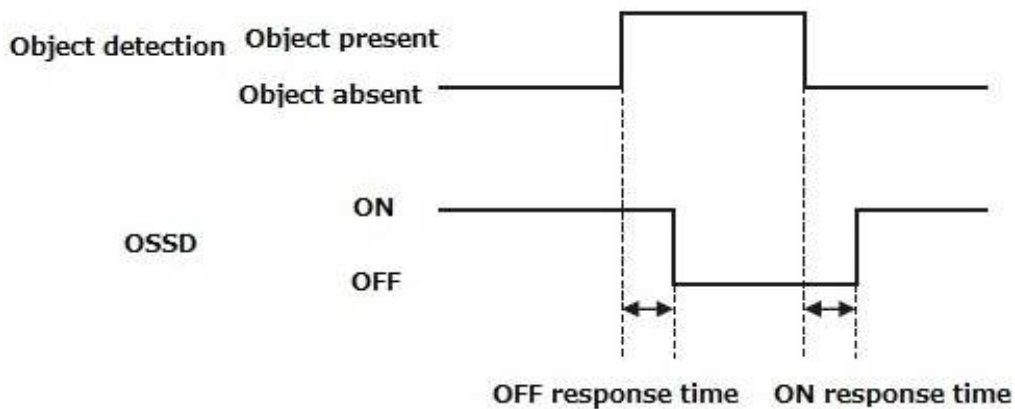 Object detection
Object present
Object absent
ON
OSSD
OFF
OFF response time
ON response time